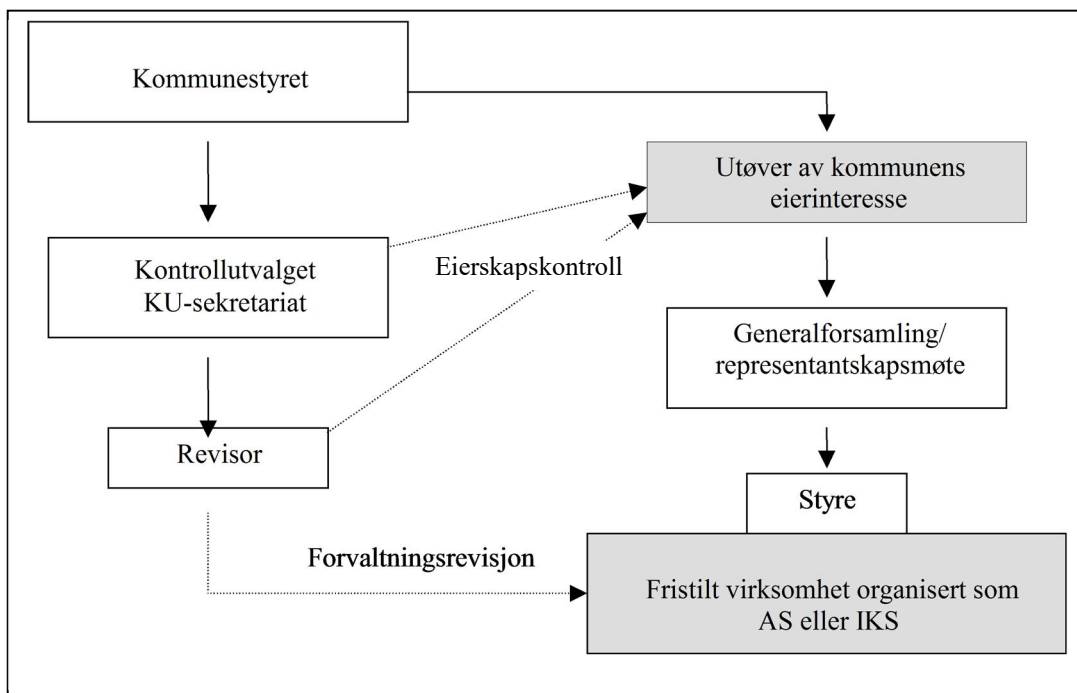 Kommunestyret
Utøver av kommunens
eierinteresse
Kontrollutvalget
KU-sekretariat
Eierskapskontroll
Generalforsamling/
representantskapsmøte
Revisor
Styre
Forvaltningsrevisjon
Fristilt virksomhet organisert som
AS eller IKS